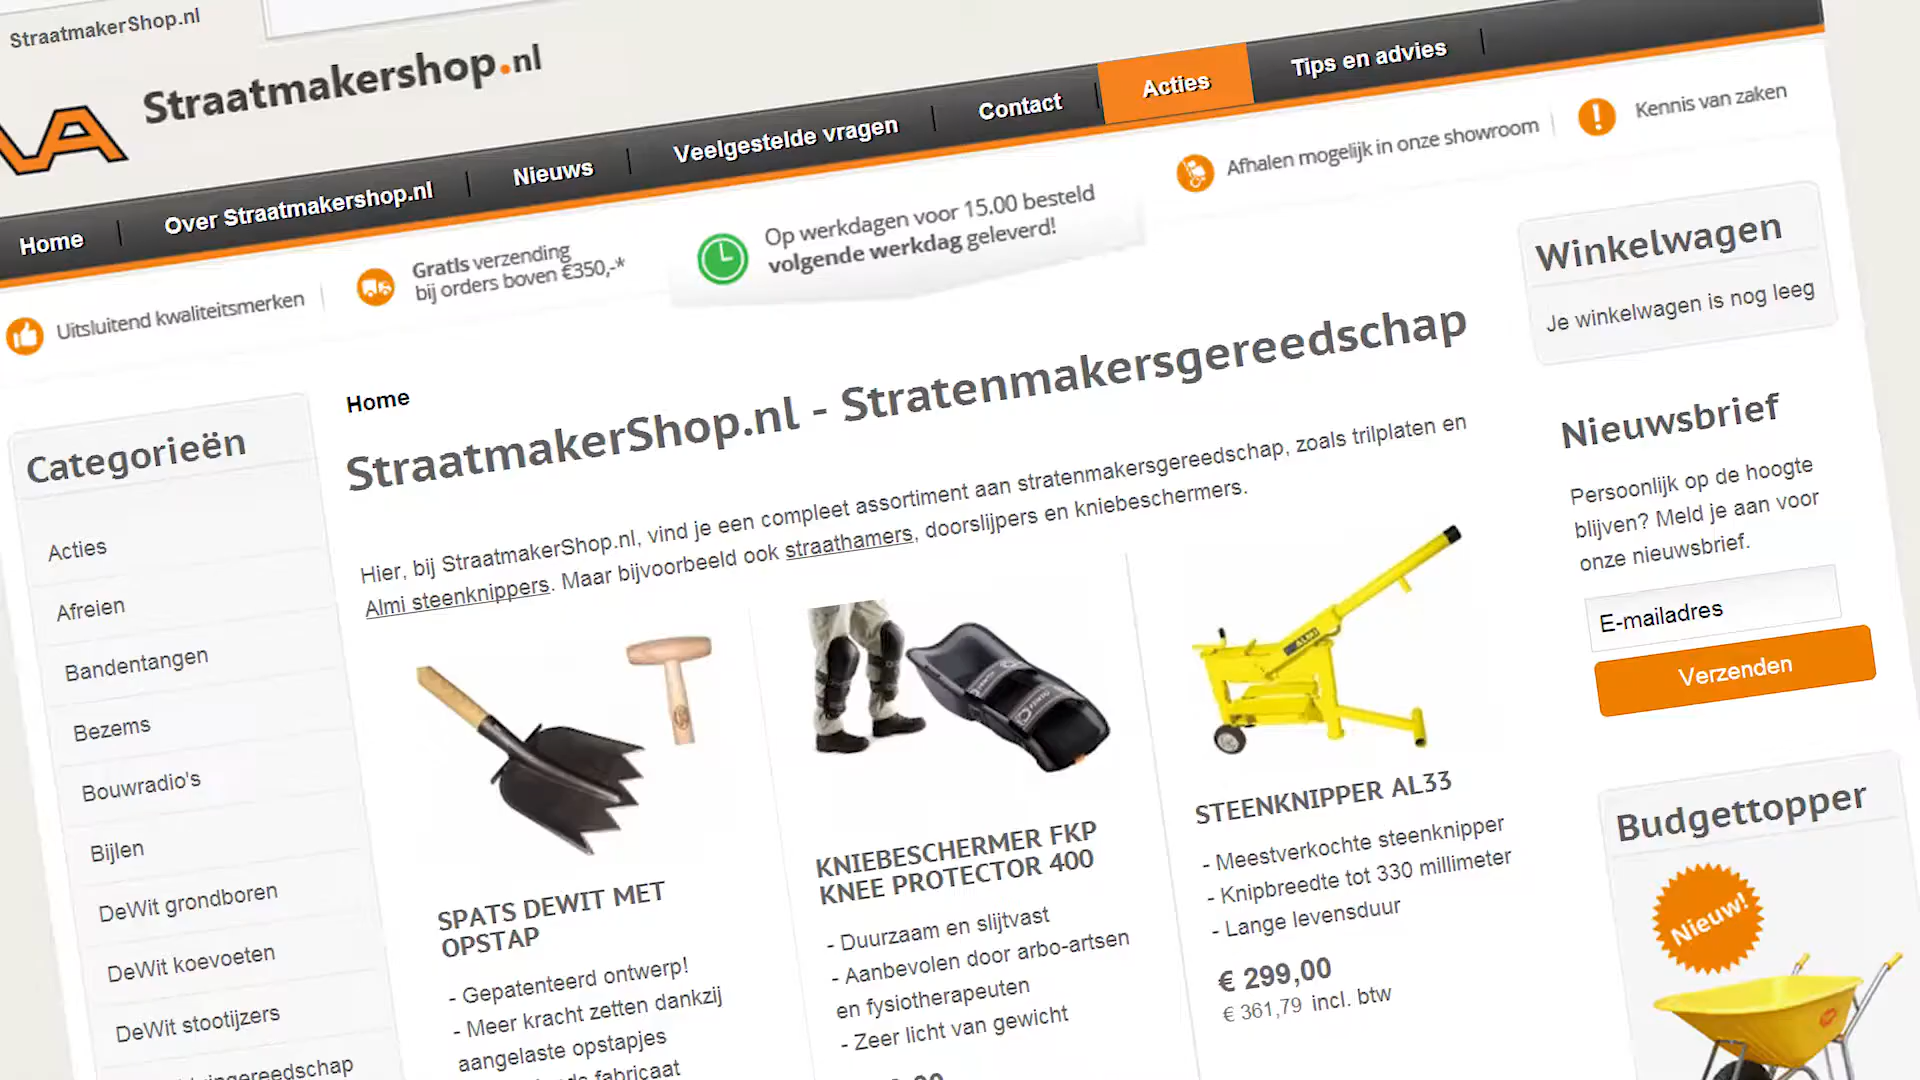 StraatmakerShop.nl
Straatmakershop.nl
Home
Over Straatmakershop.nl
Nieuws
Veelgestelde vragen
Contact
Acties
Tips en advies
Uitsluitend kwaliteitsmerken
Gratis verzending
bij orders boven €350,-*
Op werkdagen voor 15.00 besteld
volgende werkdag geleverd!
Afhalen mogelijk in onze showroom
Kennis van zaken
Categorieën
Acties
Afreien
Bandentangen
Bezems
Bouwradio's
Bijlen
DeWit grondboren
DeWit koevoeten
DeWit stootijzers
Home
StraatmakerShop.nl - Stratenmakersgereedschap
Hier, bij StraatmakerShop.nl, vind je een compleet assortiment aan stratenmakersgereedschap, zoals trilplaten en
Almi steenknippers. Maar bijvoorbeeld ook straathamers, doorslijpers en kniebeschermers.
SPATS DEWIT MET
OPSTAP
- Gepatenteerd ontwerp!
- Meer kracht zetten dankzij
aangelaste opstapjes
fabricaat
KNIEBESCHERMER FKP
KNEE PROTECTOR 400
- Duurzaam en slijtvast
- Aanbevolen door arbo-artsen
en fysiotherapeuten
- Zeer licht van gewicht
ALMI
STEENKNIPPER AL33
- Meestverkochte steenknipper
- Knipbreedte tot 330 millimeter
- Lange levensduur
€ 299,00
€ 361,79 incl. btw
Winkelwagen
Je winkelwagen is nog leeg
Nieuwsbrief
Persoonlijk op de hoogte
blijven? Meld je aan voor
onze nieuwsbrief.
E-mailadres
Verzenden
Budgettopper
Nieuw!